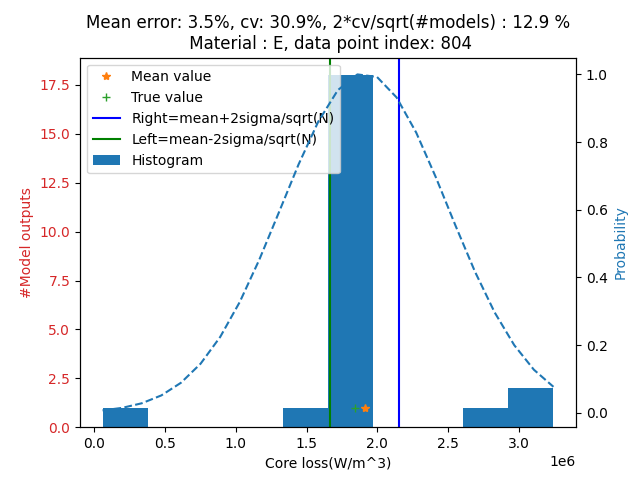 Mean error: 3.5%, cv: 30.9%, 2*cv/sqrt(#models) : 12.9 %
Material : E, data point index: 804
Mean value
True value
Right=mean+2sigma/sqrt(N)
Left=mean-2sigma/sqrt(N)
Histogram
17.5
15.0
12.5
10.0
7.5
5.0
2.5
0.0
#Model outputs
1.0
0.8
0.6
0.4
0.2
0.0
Probability
0.0 0.5 1.0 1.5 2.0 2.5 3.0
1e6
Core loss(W/m^3)